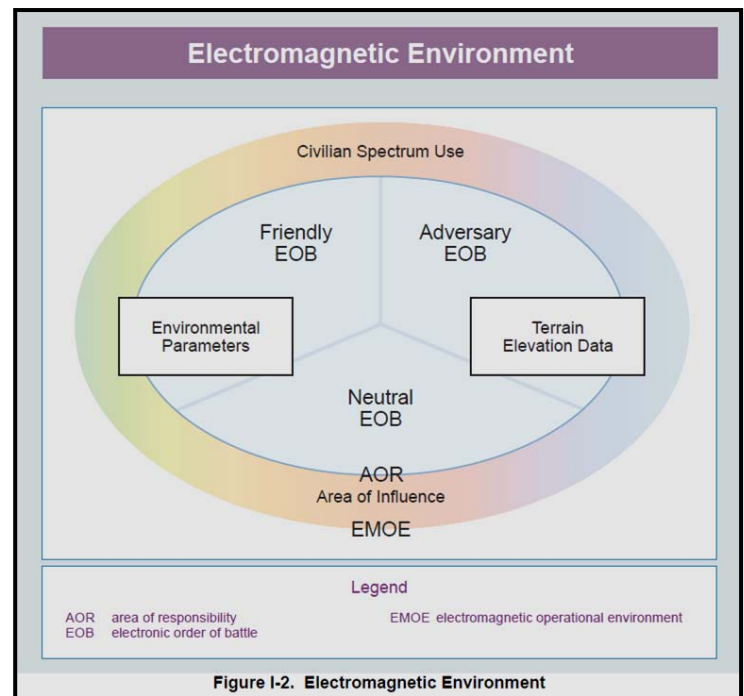 Electromagnetic Environment
Civilian Spectrum Use
Friendly
EOB
Adversary
EOB
Environmental
Parameters
Terrain
Elevation Data
Neutral
EOB
AOR
Area of Influence
EMOE
Legend
AOR area of responsibility
EOB electronic order of battle
EMOE electromagnetic operational environment
Figure I-2. Electromagnetic Environment